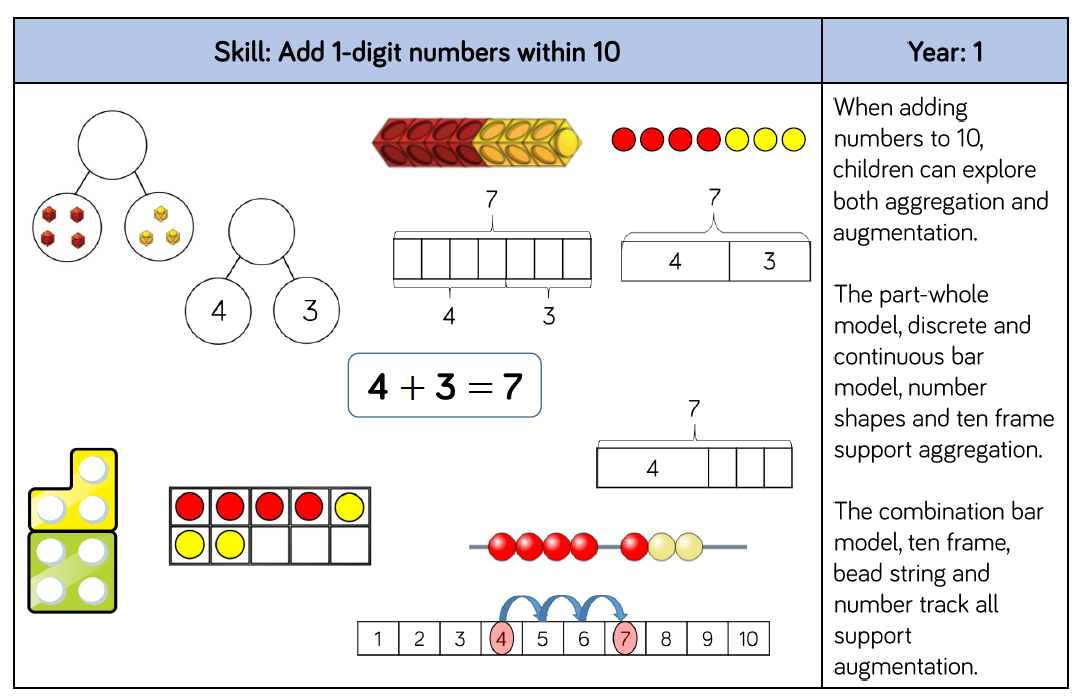 Skill: Add 1-digit numbers within 10
Year: 1
7
7
4 3
4 3
4 3
4 + 3 = 7
7
4
1 2 3 4 5 6 7 8 9 10
When adding
numbers to 10,
children can explore
both aggregation and
augmentation.
The part-whole
model, discrete and
continuous bar
model, number
shapes and ten frame
support aggregation.
The combination bar
model, ten frame,
bead string and
number track all
support
augmentation.